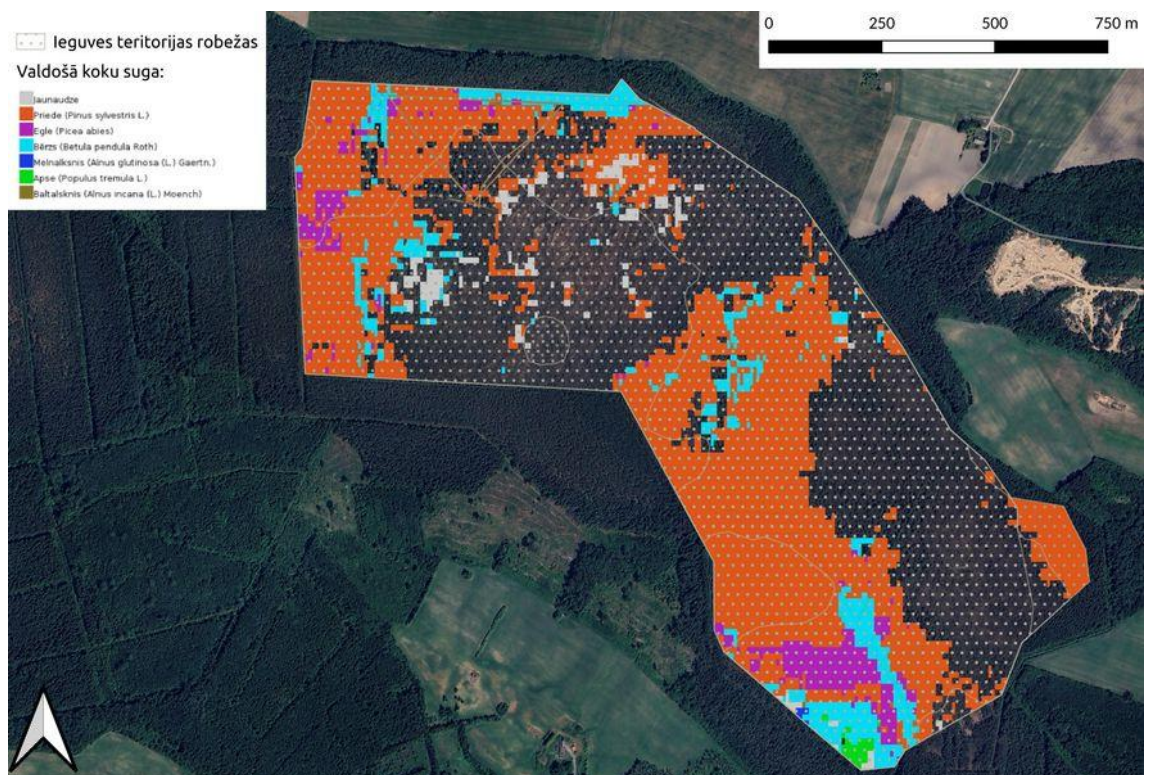 Ieguves teritorijas robežas
Valdošā koku suga:
Jaunaudze
Priede (Pinus sylvestris L.)
Egle (Picea abies)
Bērzs (Betula pendula Roth)
Melnalksnis (Alnus glutinosa (L.) Gaertn.)
Apse (Populus tremula L.)
Baltalsknis (Alnus incana (L.) Moench)
0 250 500 750 m